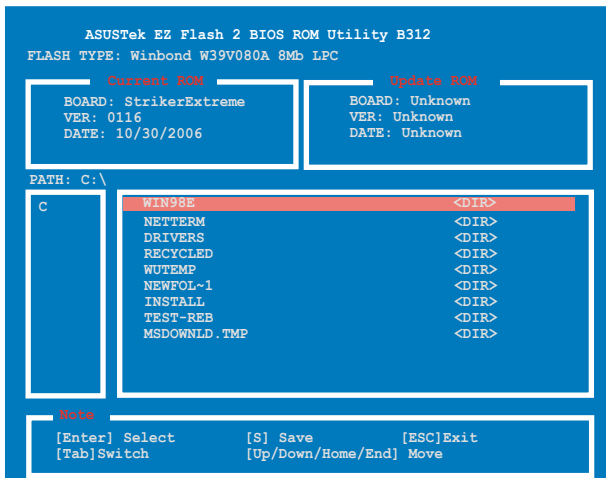 ASUSTek EZ Flash 2 BIOS ROM Utility B312
FLASH TYPE: Winbond W39V080A 8Mb LPC
Current ROM
BOARD: StrikerExtreme
VER: 0116
DATE: 10/30/2006
Update ROM
BOARD: Unknown
VER: Unknown
DATE: Unknown
PATH: C:\
C
WIN98E <DIR>
NETTERM <DIR>
DRIVERS <DIR>
RECYCLED <DIR>
WUTEMP <DIR>
NEWFOL~1 <DIR>
INSTALL <DIR>
TEST-REB <DIR>
MSDOWNLD.TMP <DIR>
Note
[Enter] Select [S] Save [ESC]Exit
[Tab]Switch [Up/Down/Home/End] Move